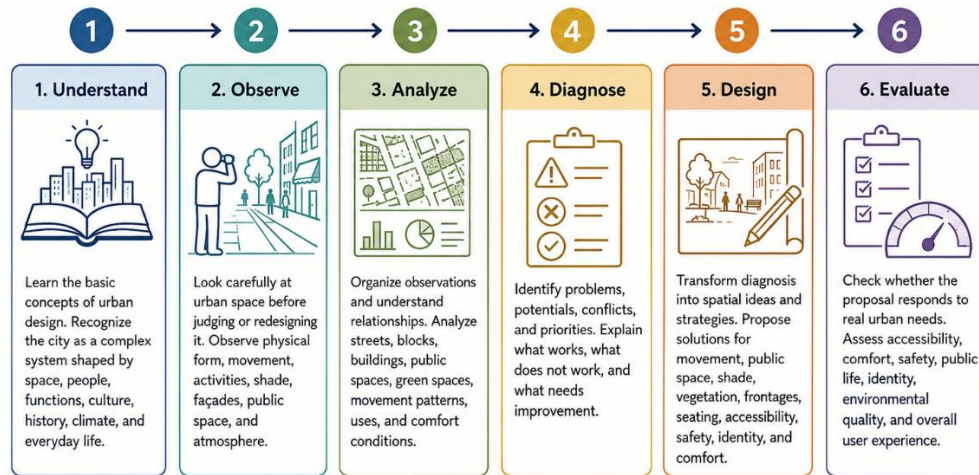 1
2
3
4
5
6
1. Understand
Learn the basic
concepts of urban
design. Recognize
the city as a complex
system shaped by
space, people,
functions, culture,
history, climate, and
everyday life.
2. Observe
Look carefully at
urban space before
judging or redesigning
it. Observe physical
form, movement,
activities, shade,
façades, public
space, and
atmosphere.
3. Analyze
Organize observations
and understand
relationships. Analyze
streets, blocks,
buildings, public
spaces, green spaces,
movement patterns,
uses, and comfort
conditions.
4. Diagnose
Identify problems,
potentials, conflicts,
and priorities. Explain
what works, what
does not work, and
what needs
improvement.
5. Design
Transform diagnosis
into spatial ideas and
strategies. Propose
solutions for
movement, public
space, shade,
vegetation, frontages,
seating, accessibility,
safety, identity, and
comfort.
6. Evaluate
Check whether the
proposal responds to
real urban needs.
Assess accessibility,
comfort, safety, public
life, identity,
environmental
quality, and overall
user experience.